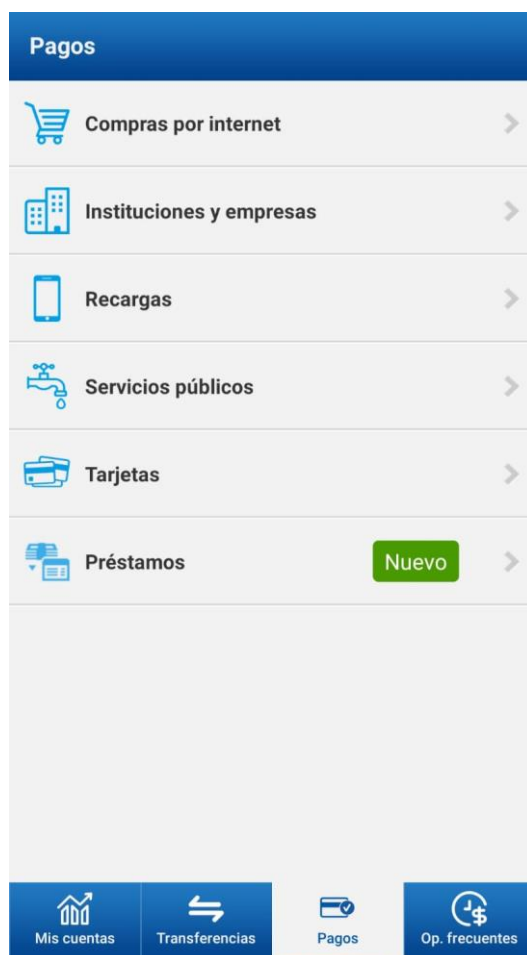 Pagos
Compras por internet
Instituciones y empresas
Recargas
Servicios públicos
Tarjetas
Préstamos Nuevo
Mis cuentas Transferencias Pagos Op. frecuentes